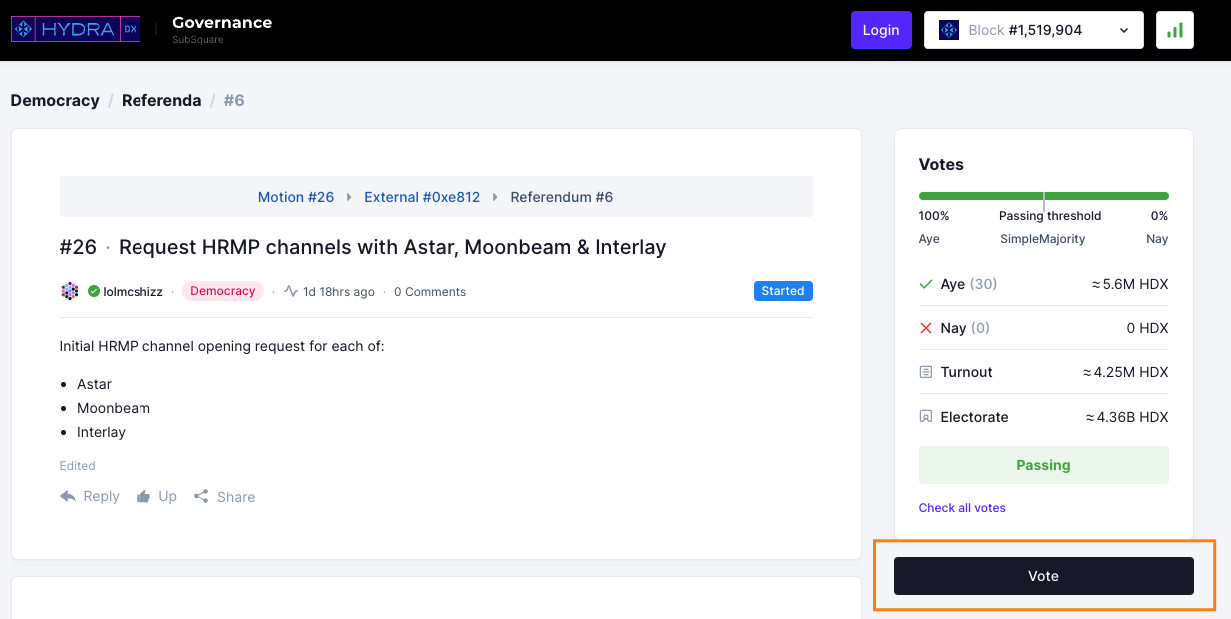 HYDRA DX
Governance
SubSquare
Login
Block #1,519,904
Democracy / Referenda / #6
Motion #26 External #0xe812 Referendum #6
#26 · Request HRMP channels with Astar, Moonbeam & Interlay
lolmcshizz · Democracy · 1d 18hrs ago · 0 Comments
Started
Initial HRMP channel opening request for each of:
• Astar
• Moonbeam
• Interlay
Edited
Reply Up Share
Votes
100% Passing threshold 0%
Aye SimpleMajority Nay
Aye (30) ≈5.6M HDX
Nay (0) 0 HDX
Turnout ≈4.25M HDX
Electorate ≈4.36B HDX
Passing
Check all votes
Vote